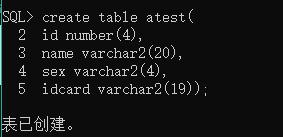 SQL> create table atest(
2 id number(4),
3 name varchar2(20),
4 sex varchar2(4),
5 idcard varchar2(19));
表已创建。